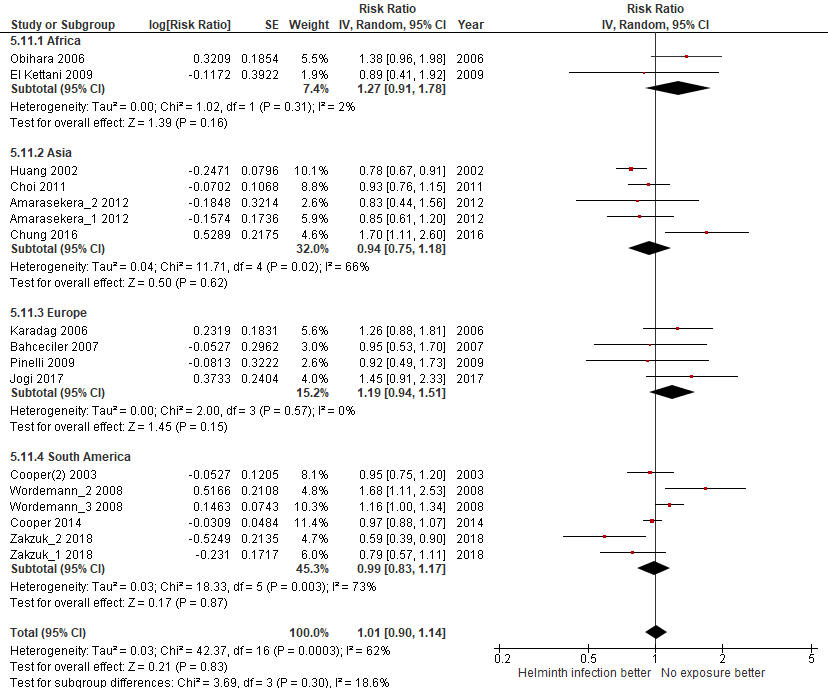 Risk Ratio Risk Ratio
Study or Subgroup log[Risk Ratio] SE Weight IV, Random, 95% CI Year IV, Random, 95% CI
5.11.1 Africa
Obihara 2006 0.3209 0.1854 5.5% 1.38 [0.96, 1.98] 2006
El Kettani 2009 -0.1172 0.3922 1.9% 0.89 [0.41, 1.92] 2009
Subtotal (95% CI) 7.4% 1.27 [0.91, 1.78]
Heterogeneity: Tau² = 0.00; Chi² = 1.02, df = 1 (P = 0.31); I² = 2%
Test for overall effect: Z = 1.39 (P = 0.16)
5.11.2 Asia
Huang 2002 -0.2471 0.0796 10.1% 0.78 [0.67, 0.91] 2002
Choi 2011 -0.0702 0.1068 8.8% 0.93 [0.76, 1.15] 2011
Amarasekera_2 2012 -0.1848 0.3214 2.6% 0.83 [0.44, 1.56] 2012
Amarasekera_1 2012 -0.1574 0.1736 5.9% 0.85 [0.61, 1.20] 2012
Chung 2016 0.5289 0.2175 4.6% 1.70 [1.11, 2.60] 2016
Subtotal (95% CI) 32.0% 0.94 [0.75, 1.18]
Heterogeneity: Tau² = 0.04; Chi² = 11.71, df = 4 (P = 0.02); I² = 66%
Test for overall effect: Z = 0.50 (P = 0.62)
5.11.3 Europe
Karadag 2006 0.2319 0.1831 5.6% 1.26 [0.88, 1.81] 2006
Bahceciler 2007 -0.0527 0.2962 3.0% 0.95 [0.53, 1.70] 2007
Pinelli 2009 -0.0813 0.3222 2.6% 0.92 [0.49, 1.73] 2009
Jogi 2017 0.3733 0.2404 4.0% 1.45 [0.91, 2.33] 2017
Subtotal (95% CI) 15.2% 1.19 [0.94, 1.51]
Heterogeneity: Tau² = 0.00; Chi² = 2.00, df = 3 (P = 0.57); I² = 0%
Test for overall effect: Z = 1.45 (P = 0.15)
5.11.4 South America
Cooper(2) 2003 -0.0527 0.1205 8.1% 0.95 [0.75, 1.20] 2003
Wordemann_2 2008 0.5166 0.2108 4.8% 1.68 [1.11, 2.53] 2008
Wordemann_3 2008 0.1463 0.0743 10.3% 1.16 [1.00, 1.34] 2008
Cooper 2014 -0.0309 0.0484 11.4% 0.97 [0.88, 1.07] 2014
Zakzuk_2 2018 -0.5249 0.2135 4.7% 0.59 [0.39, 0.90] 2018
Zakzuk_1 2018 -0.231 0.1717 6.0% 0.79 [0.57, 1.11] 2018
Subtotal (95% CI) 45.3% 0.99 [0.83, 1.17]
Heterogeneity: Tau² = 0.03; Chi² = 18.33, df = 5 (P = 0.003); I² = 73%
Test for overall effect: Z = 0.17 (P = 0.87)
Total (95% CI) 100.0% 1.01 [0.90, 1.14]
Heterogeneity: Tau² = 0.03; Chi² = 42.37, df = 16 (P = 0.0003); I² = 62%
Test for overall effect: Z = 0.21 (P = 0.83)
Test for subgroup differences: Chi² = 3.69, df = 3 (P = 0.30), I² = 18.6%
0.2 0.5 1 2 5
Helminth infection better No exposure better